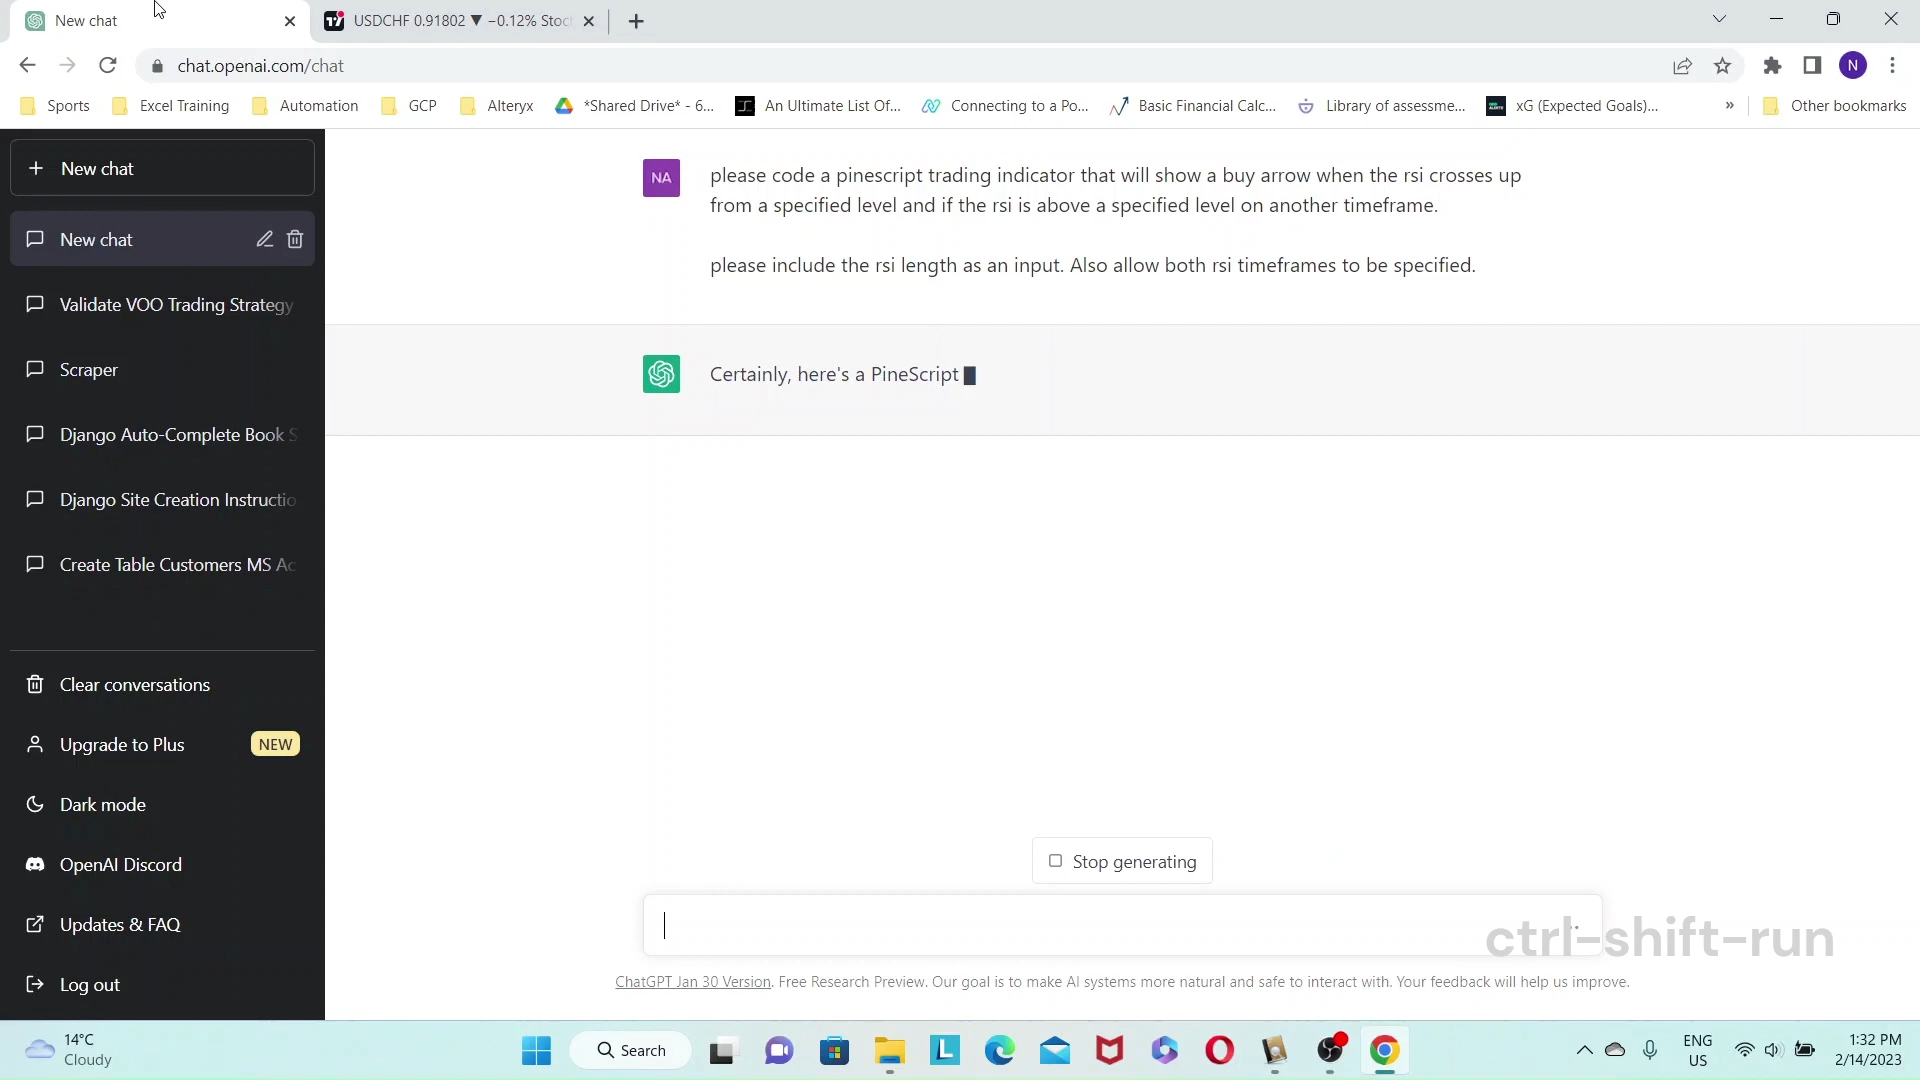 New chat
USDCHF 0.91802 ▼ −0.12% Stoc
chat.openai.com/chat
N
Sports
Excel Training
Automation
GCP
Alteryx
*Shared Drive* - 6...
An Ultimate List Of...
Connecting to a Po...
Basic Financial Calc...
Library of assessme...
xG (Expected Goals)...
»
Other bookmarks
+ New chat
New chat
Validate VOO Trading Strategy
Scraper
Django Auto-Complete Book S
Django Site Creation Instructio
Create Table Customers MS Ac
Clear conversations
Upgrade to Plus NEW
Dark mode
OpenAI Discord
Updates & FAQ
Log out
NA
please code a pinescript trading indicator that will show a buy arrow when the rsi crosses up
from a specified level and if the rsi is above a specified level on another timeframe.
please include the rsi length as an input. Also allow both rsi timeframes to be specified.
Certainly, here's a PineScript
Stop generating
ctrl-shift-run
ChatGPT Jan 30 Version. Free Research Preview. Our goal is to make AI systems more natural and safe to interact with. Your feedback will help us improve.
14°C
Cloudy
Search
L
ENG
US
1:32 PM
2/14/2023